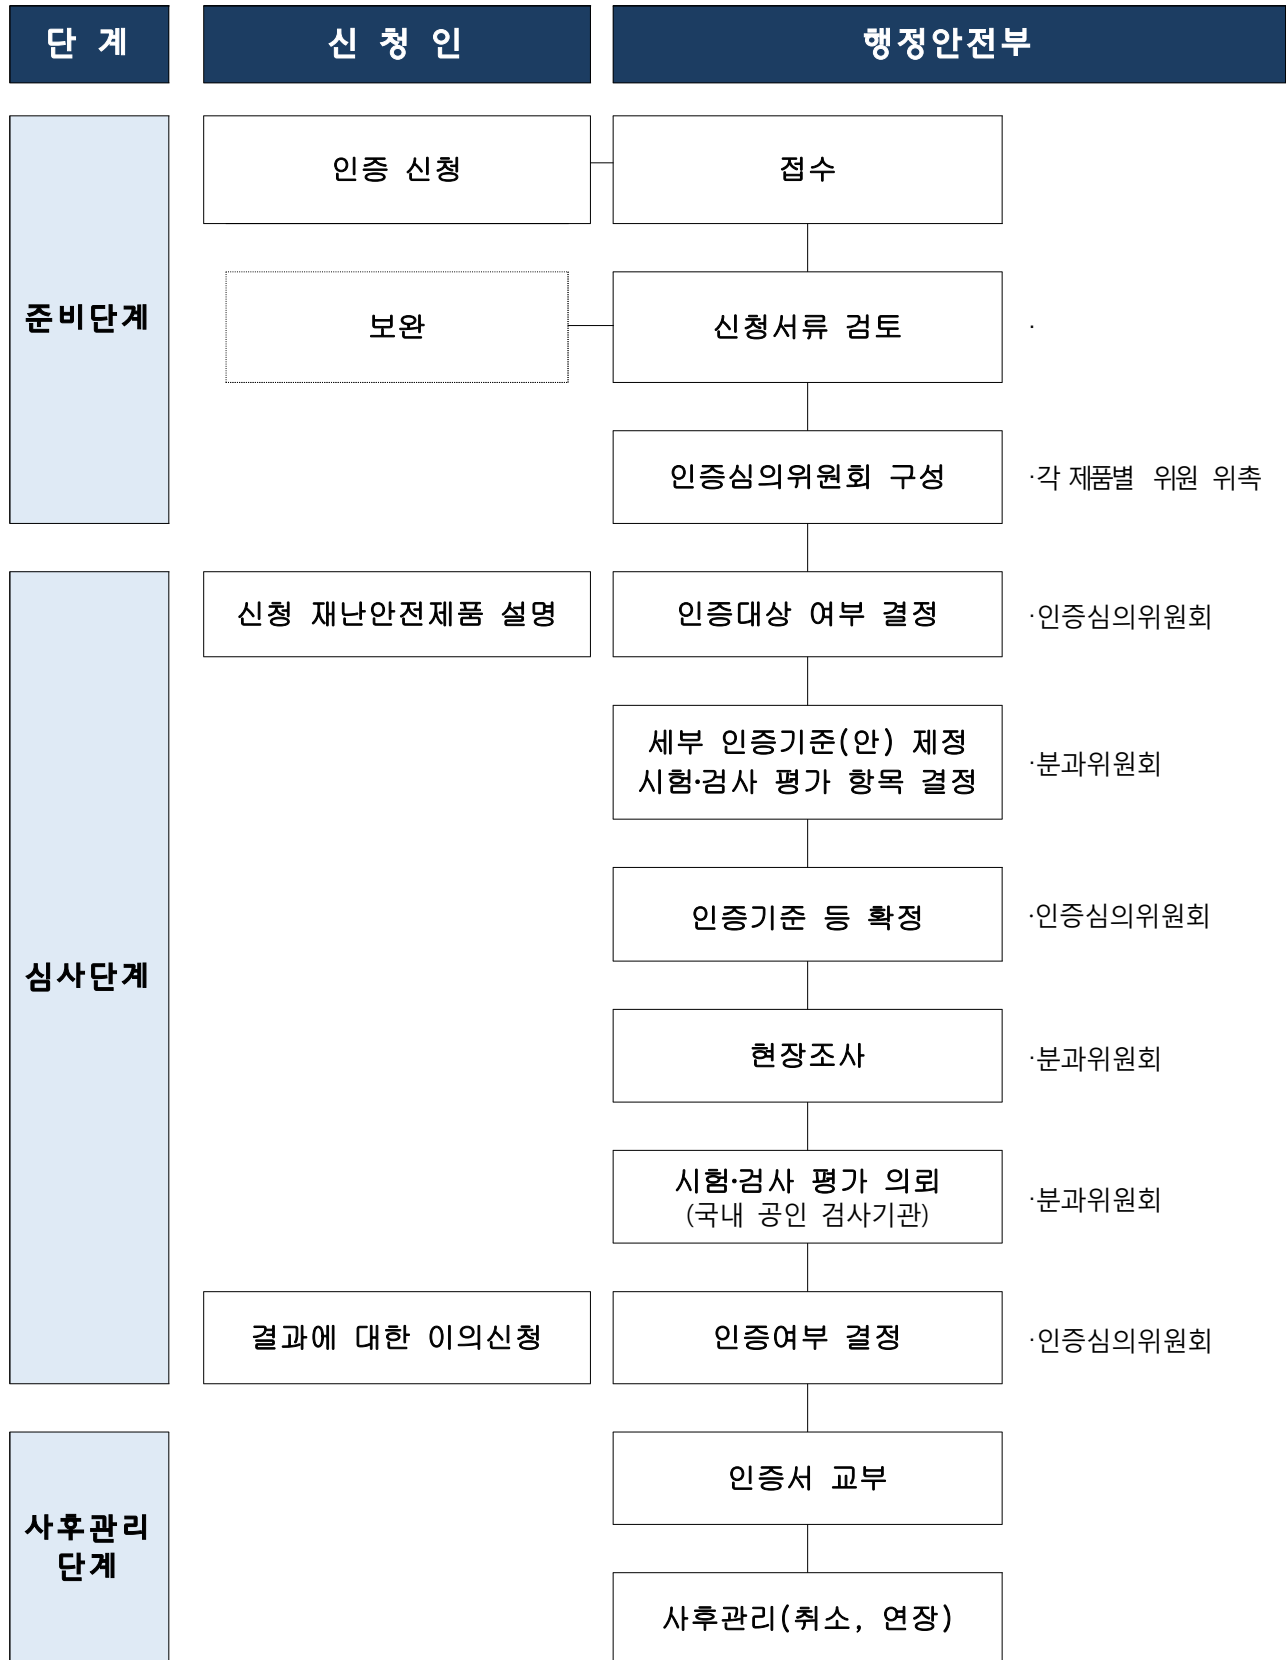 단 계
신 청 인
행정안전부
준비단계
인증 신청
접수
보완
신청서류 검토
·
인증심의위원회 구성
·각 제품별 위원 위촉
심사단계
신청 재난안전제품 설명
인증대상 여부 결정
·인증심의위원회
세부 인증기준(안) 제정
시험·검사 평가 항목 결정
·분과위원회
인증기준 등 확정
·인증심의위원회
현장조사
·분과위원회
시험·검사 평가 의뢰
(국내 공인 검사기관)
·분과위원회
결과에 대한 이의신청
인증여부 결정
·인증심의위원회
사후관리
단계
인증서 교부
사후관리(취소, 연장)